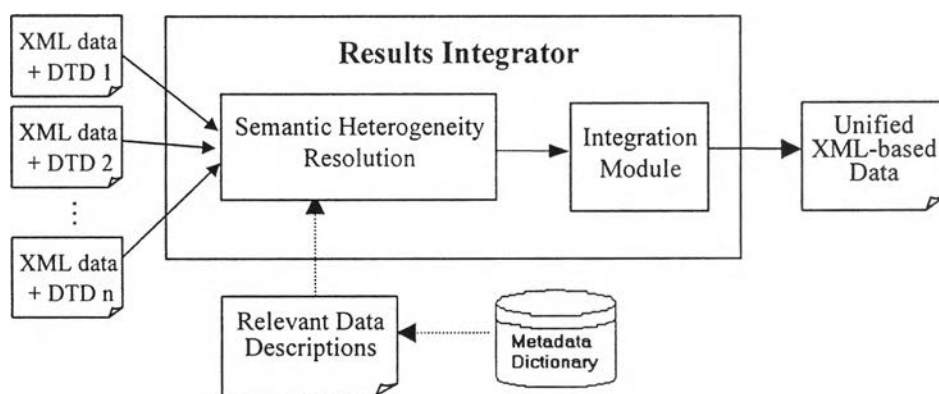 XML data
+ DTD 1
XML data
+ DTD 2
⋮
XML data
+ DTD n
Results Integrator
Semantic Heterogeneity
Resolution
Integration
Module
Unified
XML-based
Data
Relevant Data
Descriptions
Metadata
Dictionary